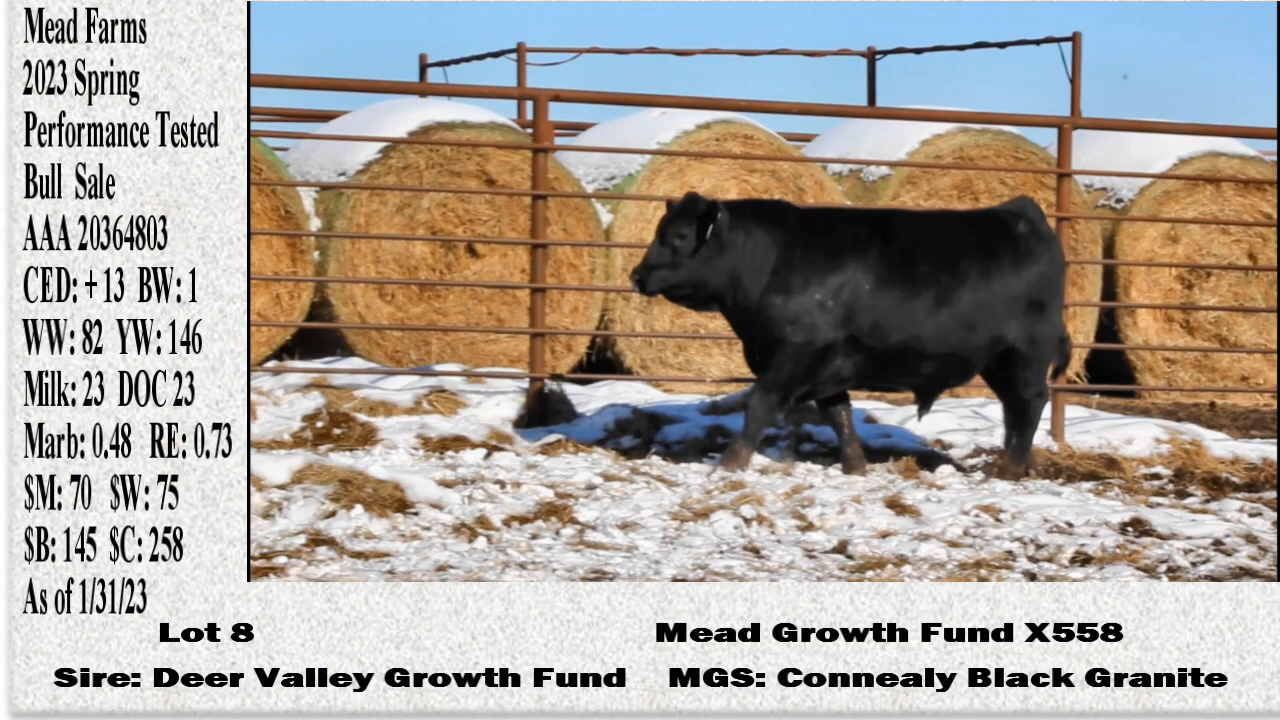 Mead Farms
2023 Spring
Performance Tested
Bull Sale
AAA 20364803
CED: +13 BW: 1
WW: 82 YW: 146
Milk: 23 DOC 23
Marb: 0.48 RE: 0.73
$M: 70 $W: 75
$B: 145 $C: 258
As of 1/31/23
Lot 8 Mead Growth Fund X558
Sire: Deer Valley Growth Fund MGS: Connealy Black Granite